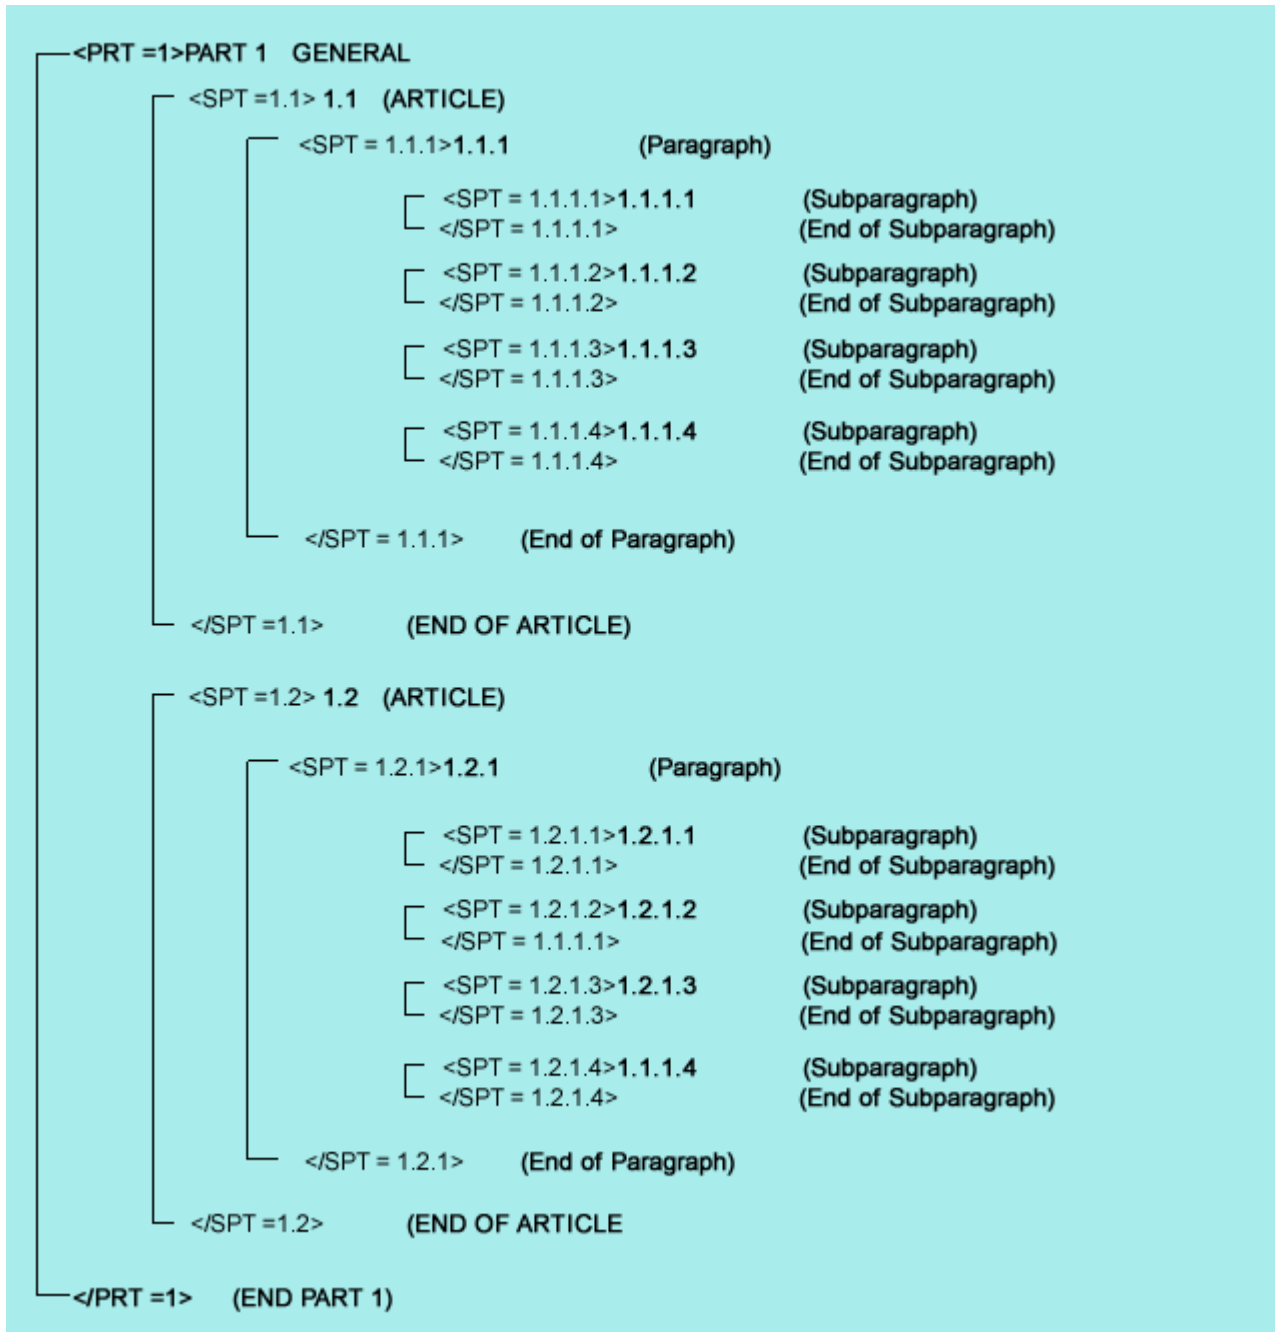 <PRT =1>PART 1 GENERAL
<SPT =1.1> 1.1 (ARTICLE)
<SPT = 1.1.1>1.1.1 (Paragraph)
<SPT = 1.1.1.1>1.1.1.1 (Subparagraph)
</SPT = 1.1.1.1> (End of Subparagraph)
<SPT = 1.1.1.2>1.1.1.2 (Subparagraph)
</SPT = 1.1.1.2> (End of Subparagraph)
<SPT = 1.1.1.3>1.1.1.3 (Subparagraph)
</SPT = 1.1.1.3> (End of Subparagraph)
<SPT = 1.1.1.4>1.1.1.4 (Subparagraph)
</SPT = 1.1.1.4> (End of Subparagraph)
</SPT = 1.1.1> (End of Paragraph)
</SPT =1.1> (END OF ARTICLE)
<SPT =1.2> 1.2 (ARTICLE)
<SPT = 1.2.1>1.2.1 (Paragraph)
<SPT = 1.2.1.1>1.2.1.1 (Subparagraph)
</SPT = 1.2.1.1> (End of Subparagraph)
<SPT = 1.2.1.2>1.2.1.2 (Subparagraph)
</SPT = 1.1.1.1> (End of Subparagraph)
<SPT = 1.2.1.3>1.2.1.3 (Subparagraph)
</SPT = 1.2.1.3> (End of Subparagraph)
<SPT = 1.2.1.4>1.1.1.4 (Subparagraph)
</SPT = 1.2.1.4> (End of Subparagraph)
</SPT = 1.2.1> (End of Paragraph)
</SPT =1.2> (END OF ARTICLE
</PRT =1> (END PART 1)